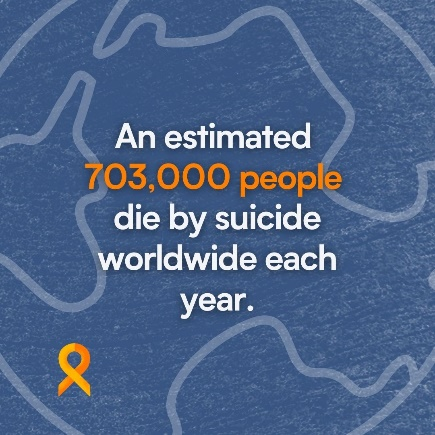 An estimated
703,000 people
die by suicide
worldwide each
year.